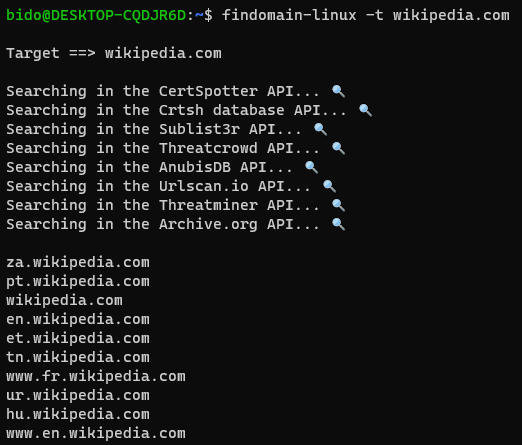 bido@DESKTOP-CQDJR6D:~$ findomain-linux -t wikipedia.com
Target ==> wikipedia.com
Searching in the CertSpotter API... 🔍
Searching in the Crtsh database API... 🔍
Searching in the Sublist3r API... 🔍
Searching in the Threatcrowd API... 🔍
Searching in the AnubisDB API... 🔍
Searching in the Urlscan.io API... 🔍
Searching in the Threatminer API... 🔍
Searching in the Archive.org API... 🔍
za.wikipedia.com
pt.wikipedia.com
wikipedia.com
en.wikipedia.com
et.wikipedia.com
tn.wikipedia.com
www.fr.wikipedia.com
ur.wikipedia.com
hu.wikipedia.com
www.en.wikipedia.com